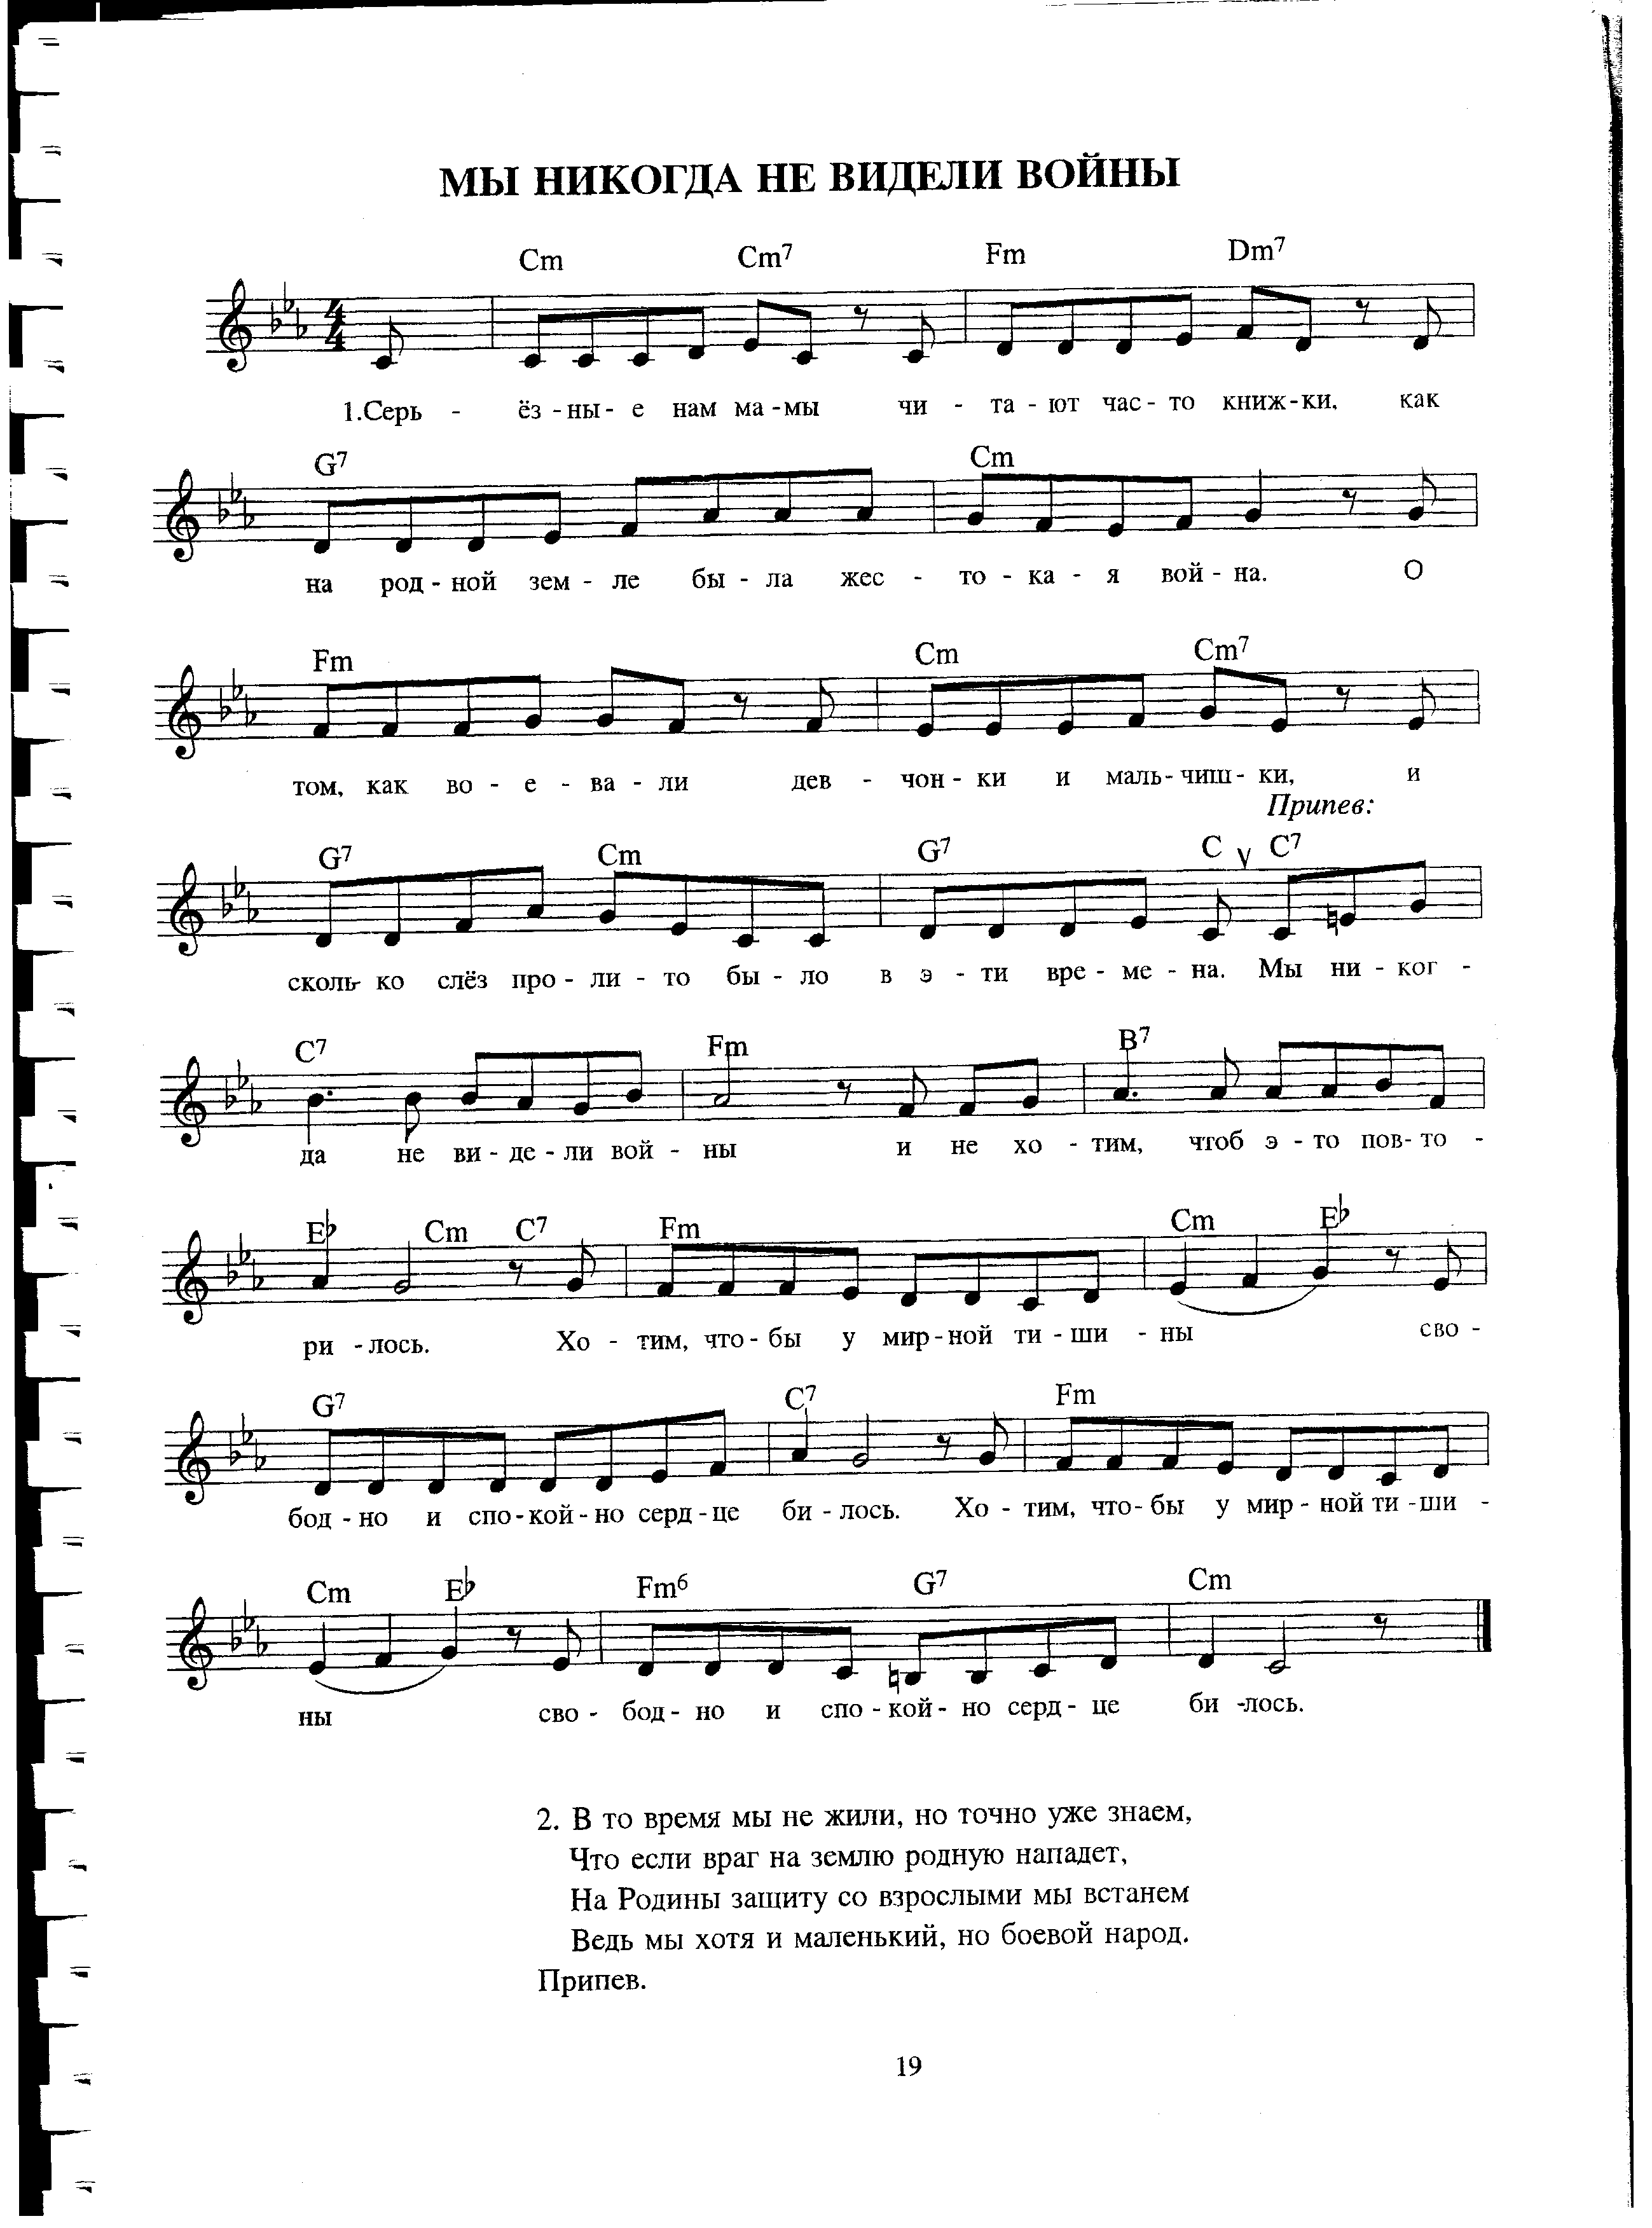 МЫ НИКОГДА НЕ ВИДЕЛИ ВОЙНЫ
Cm Cm7 Fm Dm7
4 4
1.Серь - ёз - ны - е нам ма - мы чи - та - ют час - то книж - ки, как
G7 Cm
на род - ной зем - ле бы - ла жес - то - ка - я вой - на. О
Fm Cm Cm7
том, как во - е - ва - ли дев - чон - ки и маль - чиш - ки, и
Припев:
G7 Cm G7 C V C7
сколь- ко слёз про - ли - то бы - ло в э - ти вре - ме - на. Мы ни - ког -
C7 Fm B7
да не ви - де - ли вой - ны и не хо - тим, чтоб э - то пов - то -
E♭ Cm C7 Fm Cm E♭
ри - лось. Хо - тим, что - бы у мир - ной ти - ши - ны сво -
G7 C7 Fm
бод - но и спо - кой - но серд - це би - лось. Хо - тим, что - бы у мир - ной ти - ши -
Cm E♭ Fm6 G7 Cm
ны сво - бод - но и спо - кой - но серд - це би - лось.
2. В то время мы не жили, но точно уже знаем,
Что если враг на землю родную нападет,
На Родины защиту со взрослыми мы встанем
Ведь мы хотя и маленький, но боевой народ.
Припев.
19